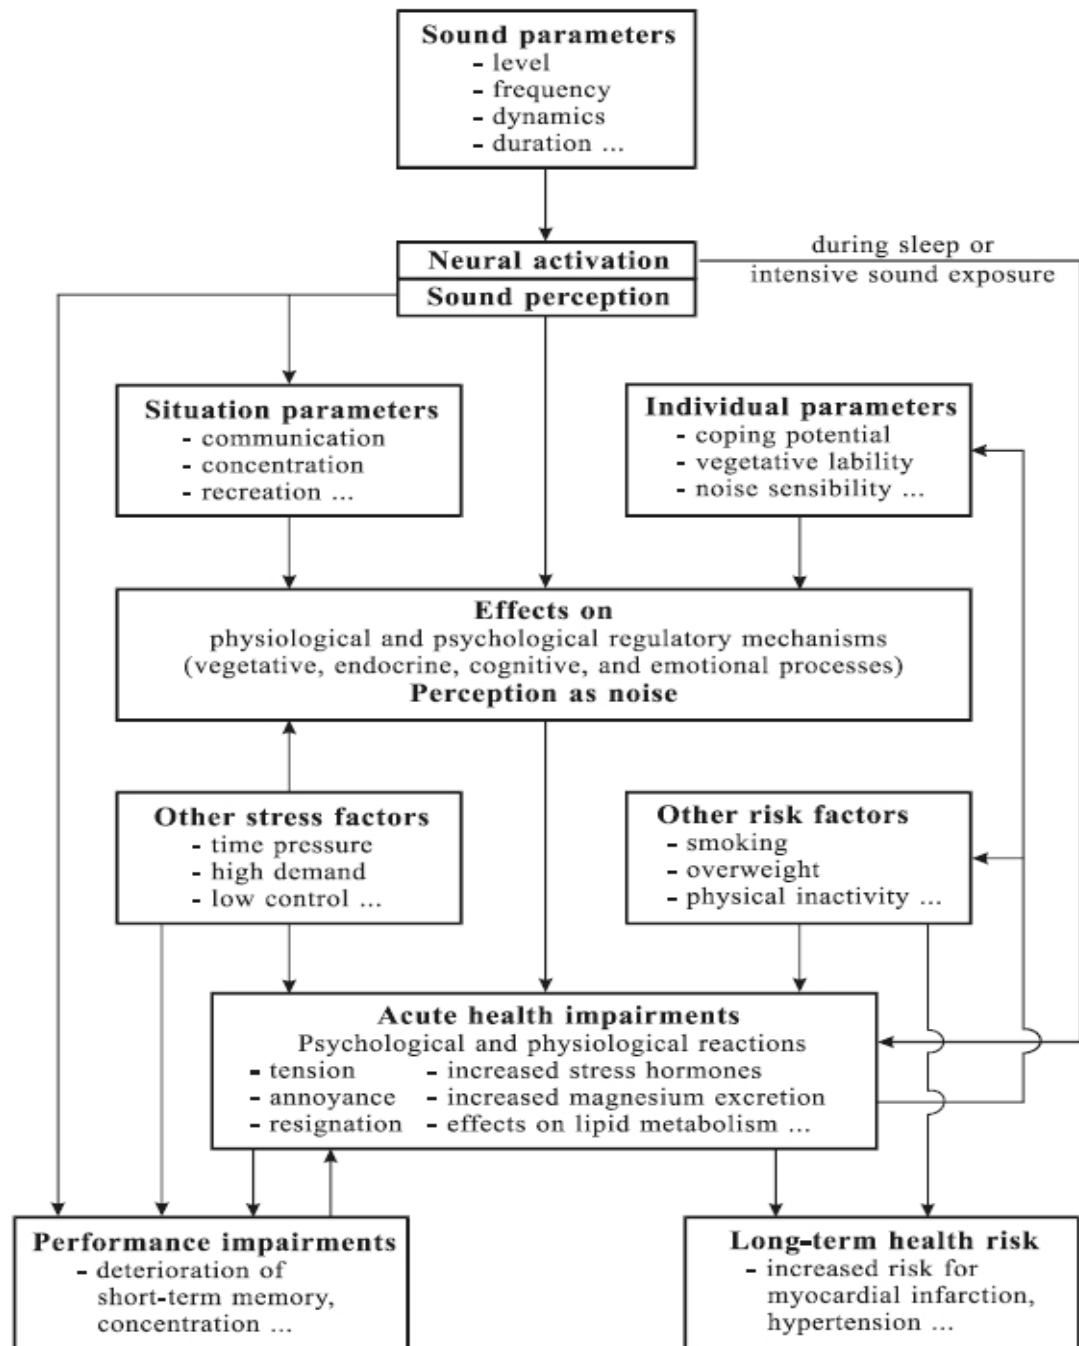 Sound parameters
- level
- frequency
- dynamics
- duration ...
during sleep or
intensive sound exposure
Neural activation
Sound perception
Situation parameters
- communication
- concentration
- recreation ...
Individual parameters
- coping potential
- vegetative lability
- noise sensibility ...
Effects on
physiological and psychological regulatory mechanisms
(vegetative, endocrine, cognitive, and emotional processes)
Perception as noise
Other stress factors
- time pressure
- high demand
- low control ...
Other risk factors
- smoking
- overweight
- physical inactivity ...
Acute health impairments
Psychological and physiological reactions
- tension - increased stress hormones
- annoyance - increased magnesium excretion
- resignation - effects on lipid metabolism ...
Performance impairments
- deterioration of
short-term memory,
concentration ...
Long-term health risk
- increased risk for
myocardial infarction,
hypertension ...